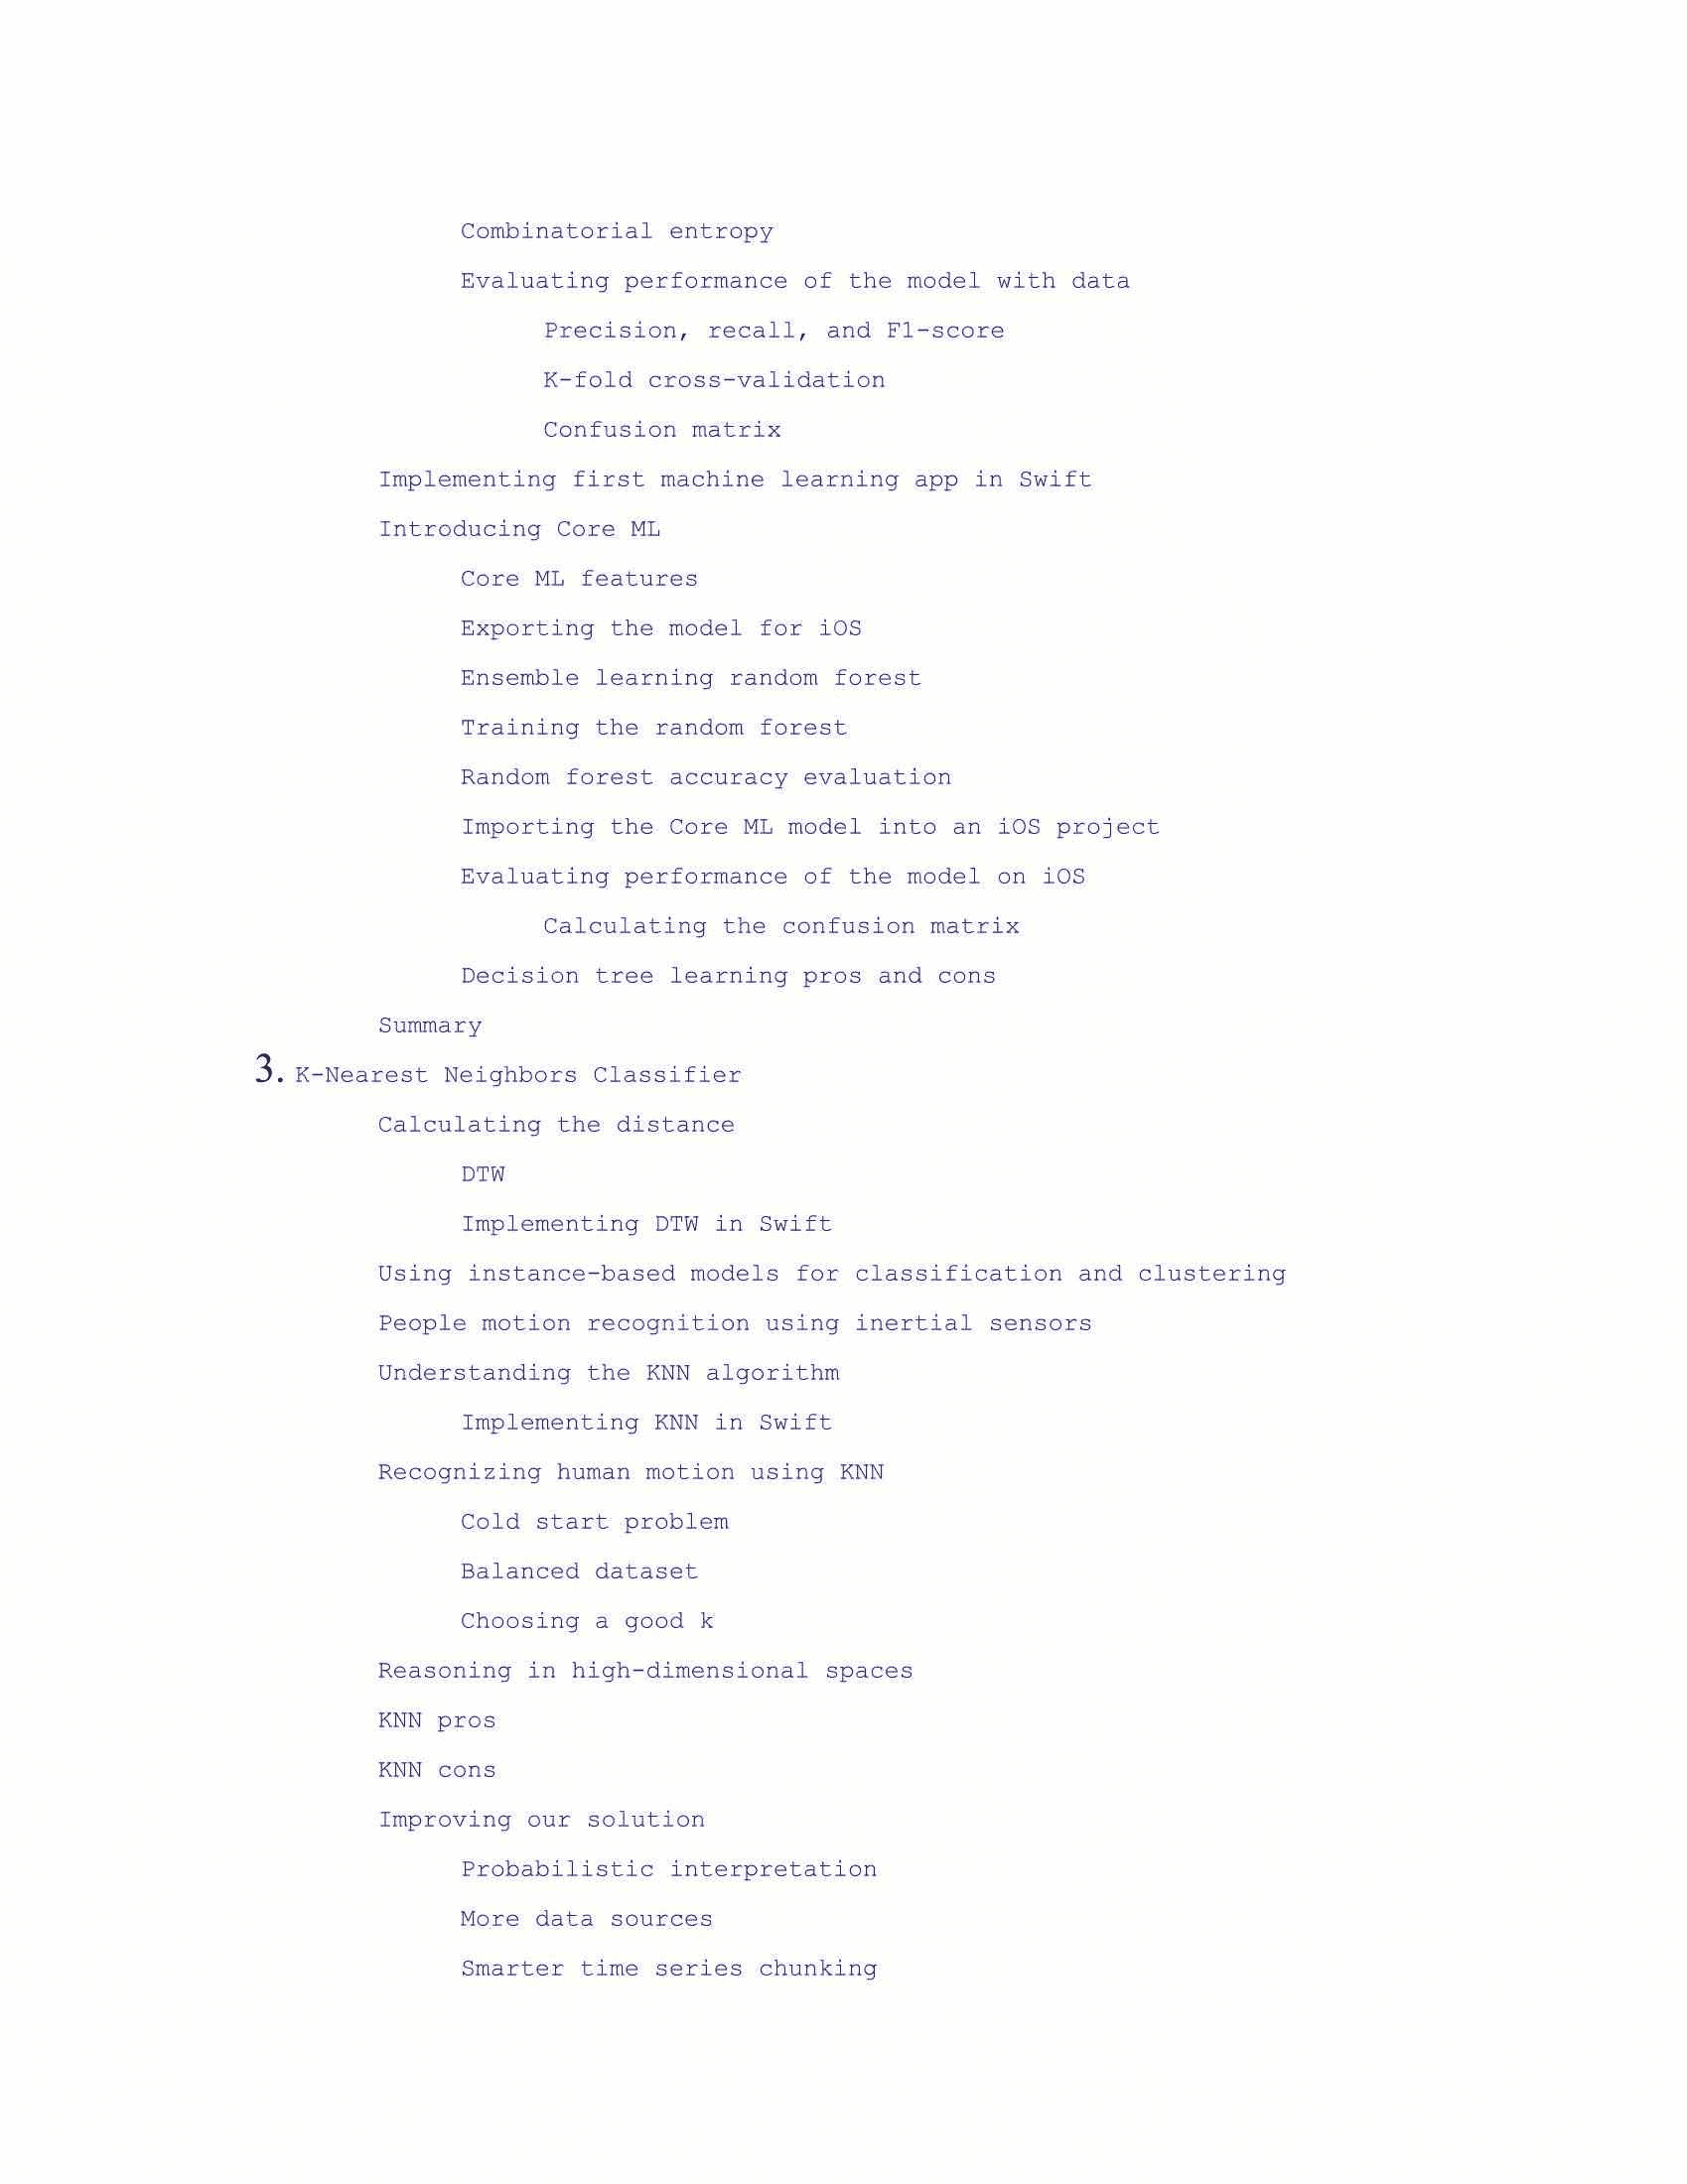 Combinatorial entropy
Evaluating performance of the model with data
Precision, recall, and F1-score
K-fold cross-validation
Confusion matrix
Implementing first machine learning app in Swift
Introducing Core ML
Core ML features
Exporting the model for iOS
Ensemble learning random forest
Training the random forest
Random forest accuracy evaluation
Importing the Core ML model into an iOS project
Evaluating performance of the model on iOS
Calculating the confusion matrix
Decision tree learning pros and cons
Summary
3. K-Nearest Neighbors Classifier
Calculating the distance
DTW
Implementing DTW in Swift
Using instance-based models for classification and clustering
People motion recognition using inertial sensors
Understanding the KNN algorithm
Implementing KNN in Swift
Recognizing human motion using KNN
Cold start problem
Balanced dataset
Choosing a good k
Reasoning in high-dimensional spaces
KNN pros
KNN cons
Improving our solution
Probabilistic interpretation
More data sources
Smarter time series chunking